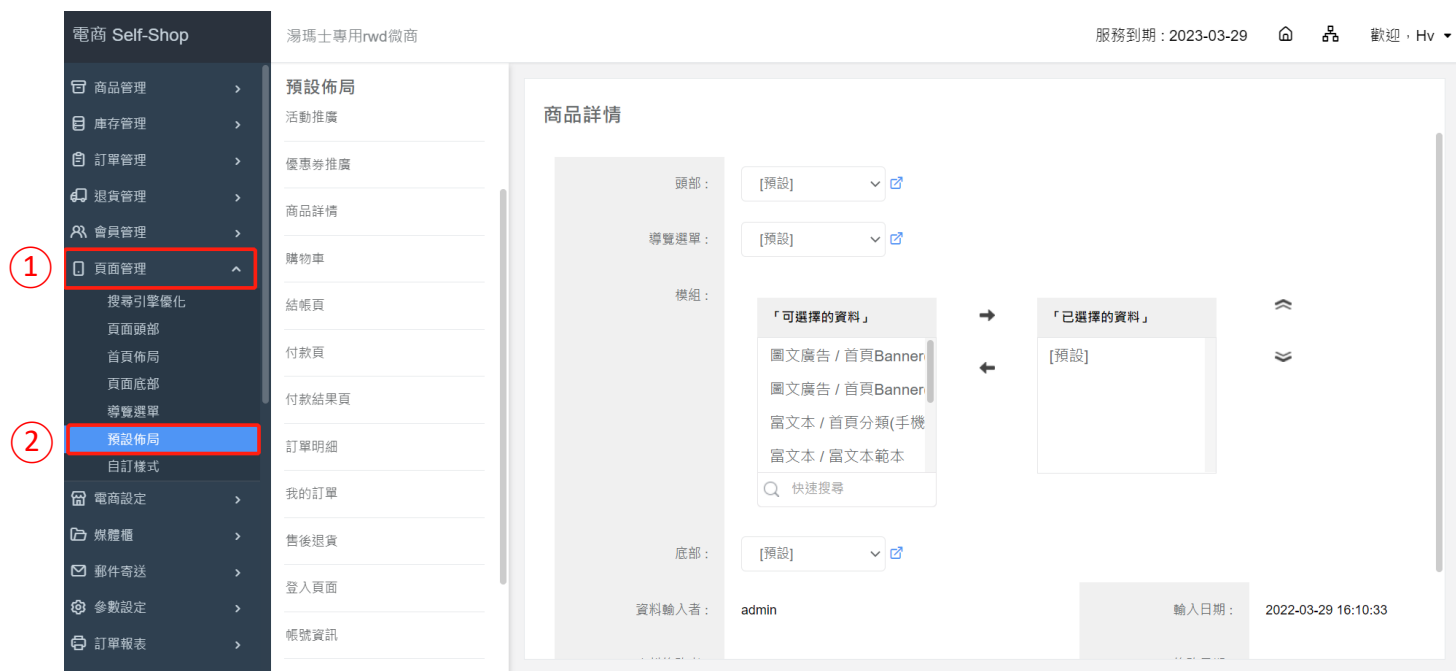 電商 Self-Shop
湯瑪士專用rwd微商
服務到期 : 2023-03-29
歡迎，Hv
商品管理
庫存管理
訂單管理
退貨管理
會員管理
1
頁面管理
搜尋引擎優化
頁面頭部
首頁佈局
頁面底部
導覽選單
2
預設佈局
自訂樣式
電商設定
媒體櫃
郵件寄送
參數設定
訂單報表
預設佈局
活動推廣
優惠券推廣
商品詳情
購物車
結帳頁
付款頁
付款結果頁
訂單明細
我的訂單
售後退貨
登入頁面
帳號資訊
商品詳情
頭部 :
[預設]
導覽選單 :
[預設]
模組 :
「可選擇的資料」
圖文廣告 / 首頁Banner
圖文廣告 / 首頁Banner
富文本 / 首頁分類(手機
富文本 / 富文本範本
快速搜尋
「已選擇的資料」
[預設]
底部 :
[預設]
資料輸入者 :
admin
輸入日期 :
2022-03-29 16:10:33